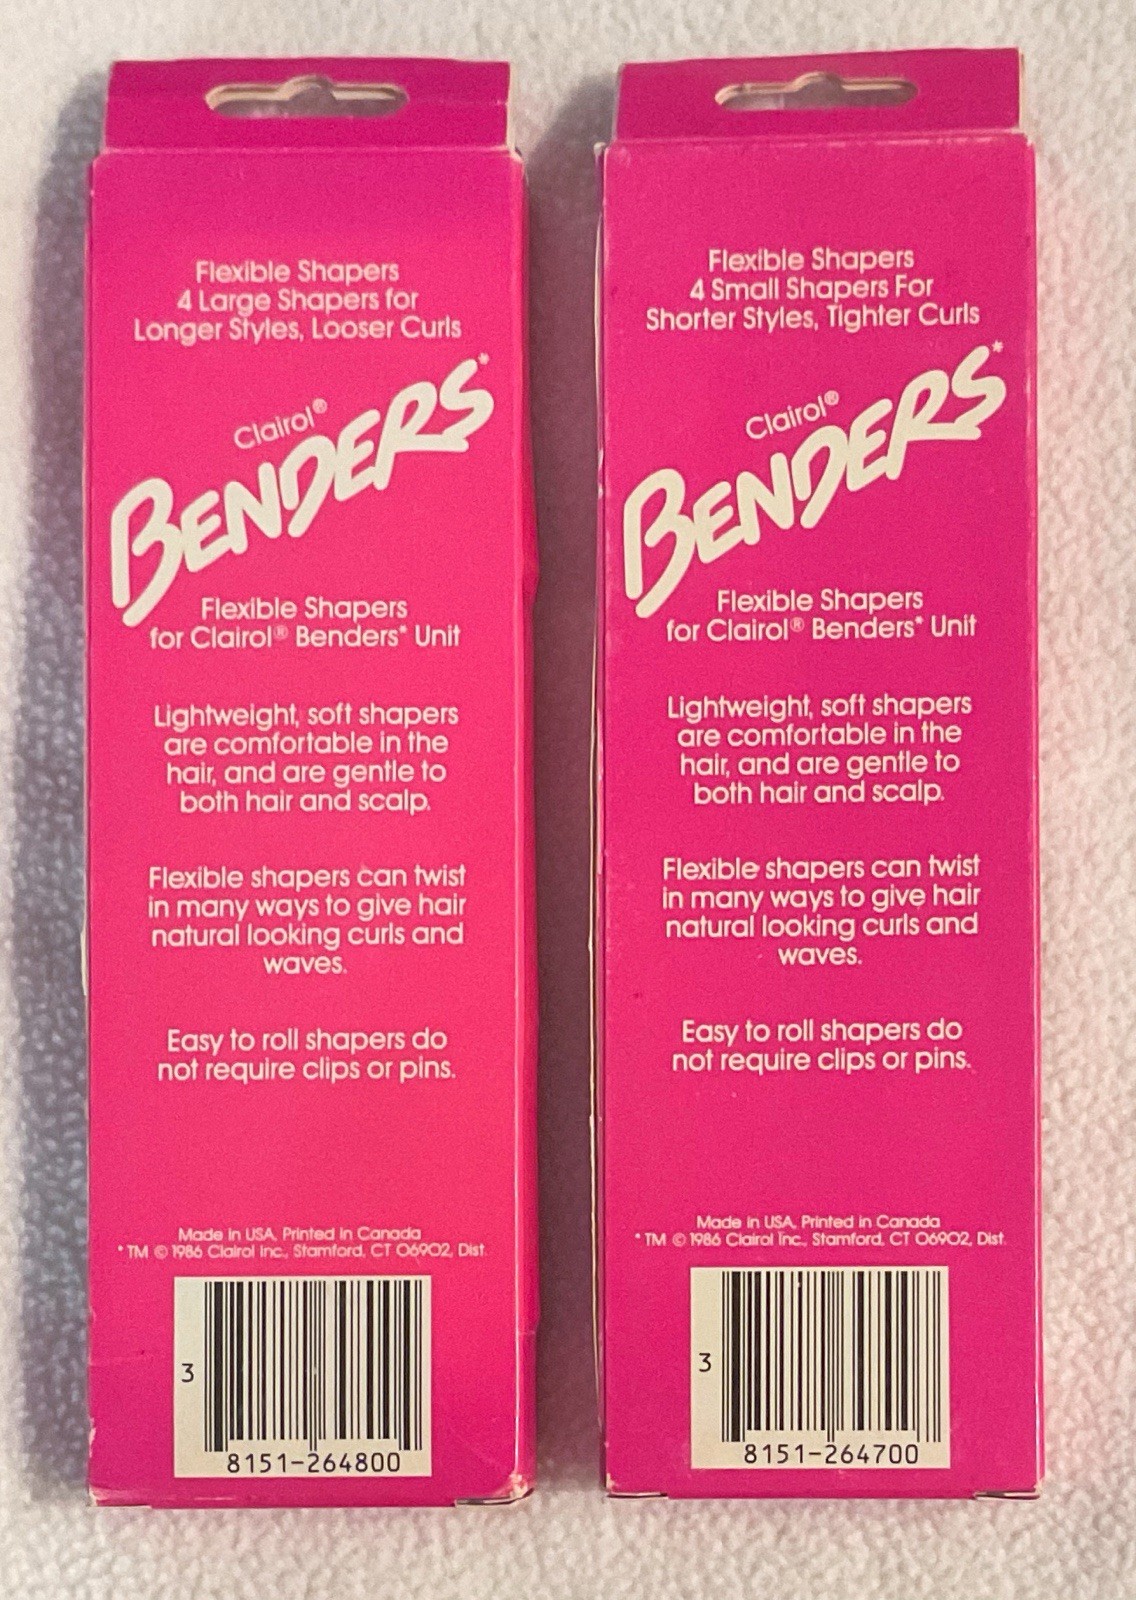 Flexible Shapers
4 Large Shapers for
Longer Styles, Looser Curls
Clairol®
BENDERS*
Flexible Shapers
for Clairol® Benders* Unit
Lightweight, soft shapers
are comfortable in the
hair, and are gentle to
both hair and scalp.
Flexible shapers can twist
in many ways to give hair
natural looking curls and
waves.
Easy to roll shapers do
not require clips or pins.
Made in USA, Printed in Canada
*TM © 1986 Clairol Inc., Stamford, CT 06902, Dist.
3
8151-264800
Flexible Shapers
4 Small Shapers For
Shorter Styles, Tighter Curls
Clairol®
BENDERS*
Flexible Shapers
for Clairol® Benders* Unit
Lightweight, soft shapers
are comfortable in the
hair, and are gentle to
both hair and scalp.
Flexible shapers can twist
in many ways to give hair
natural looking curls and
waves.
Easy to roll shapers do
not require clips or pins.
Made in USA, Printed in Canada
*TM © 1986 Clairol Inc., Stamford, CT 06902, Dist.
3
8151-264700